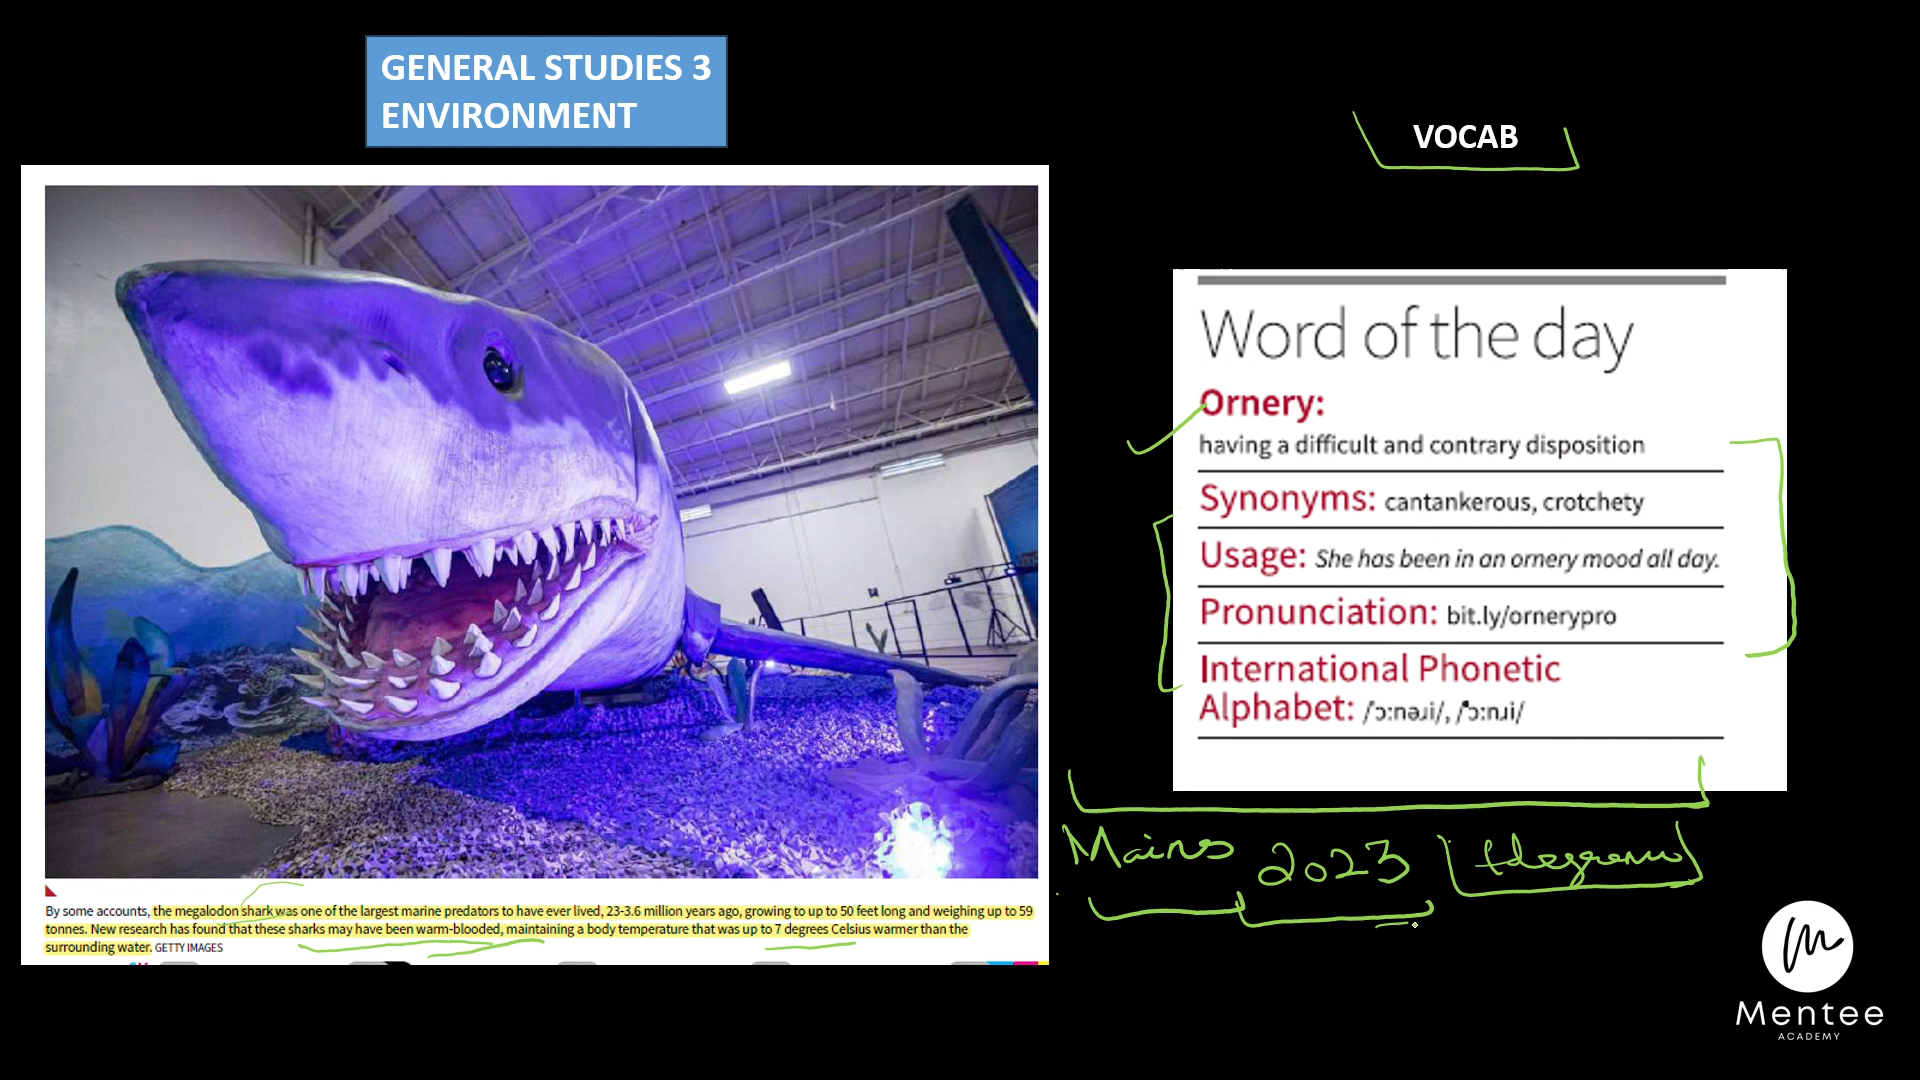 GENERAL STUDIES 3
ENVIRONMENT
By some accounts, the megalodon shark was one of the largest marine predators to have ever lived, 23-3.6 million years ago, growing to up to 50 feet long and weighing up to 59
tonnes. New research has found that these sharks may have been warm-blooded, maintaining a body temperature that was up to 7 degrees Celsius warmer than the
surrounding water. GETTY IMAGES
VOCAB
Word of the day
Ornery:
having a difficult and contrary disposition
Synonyms: cantankerous, crotchety
Usage: She has been in an ornery mood all day.
Pronunciation: bit.ly/ornerypro
International Phonetic
Alphabet: /ɔːnəɹi/, /ˈɔːnɹi/
Mains 2023
Mentee
ACADEMY